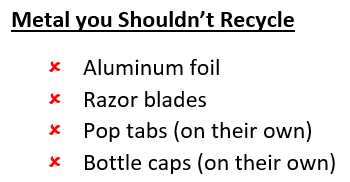 Metal you Shouldn't Recycle
✘ Aluminum foil
✘ Razor blades
✘ Pop tabs (on their own)
✘ Bottle caps (on their own)